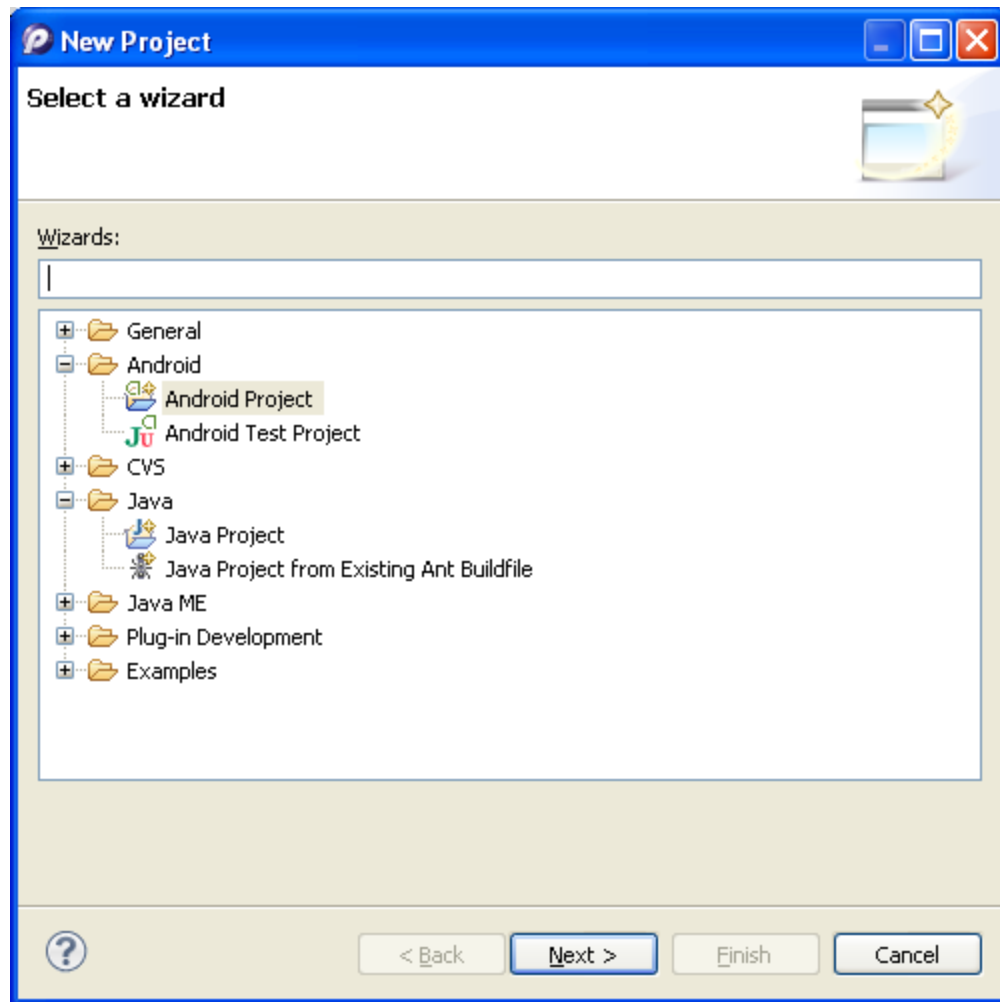 New Project
Select a wizard
Wizards:
General
Android
Android Project
Android Test Project
CVS
Java
Java Project
Java Project from Existing Ant Buildfile
Java ME
Plug-in Development
Examples
< Back
Next >
Finish
Cancel